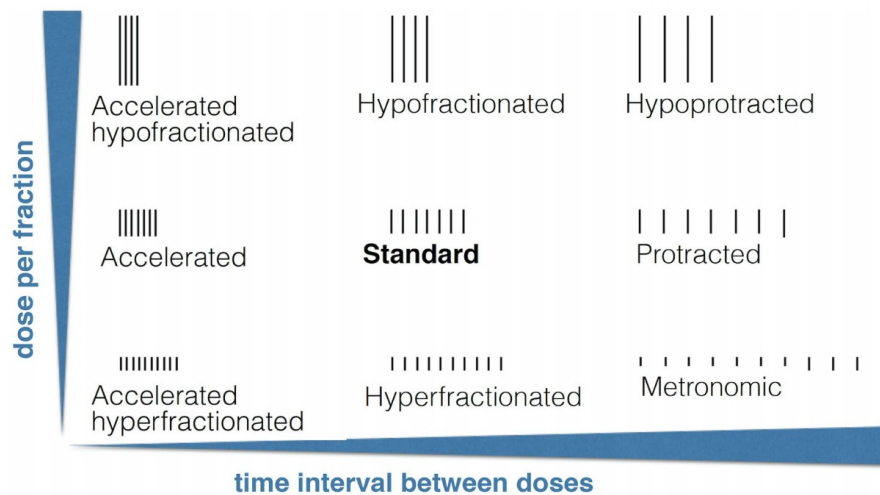 Accelerated
hypofractionated
Hypofractionated
Hypoprotracted
dose per fraction
Accelerated
Standard
Protracted
Accelerated
hyperfractionated
Hyperfractionated
Metronomic
time interval between doses